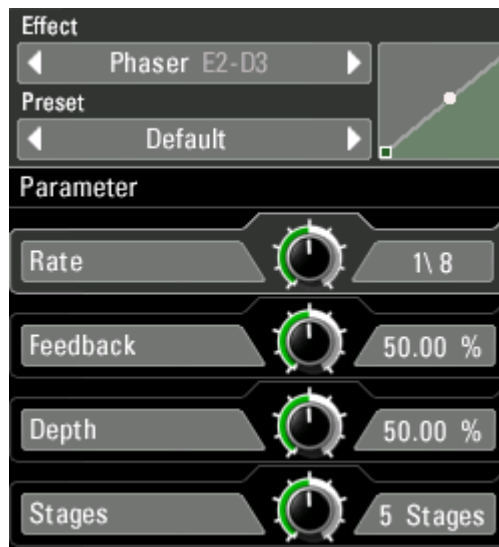 Effect
Phaser E2-D3
Preset
Default
Parameter
Rate 1\ 8
Feedback 50.00 %
Depth 50.00 %
Stages 5 Stages